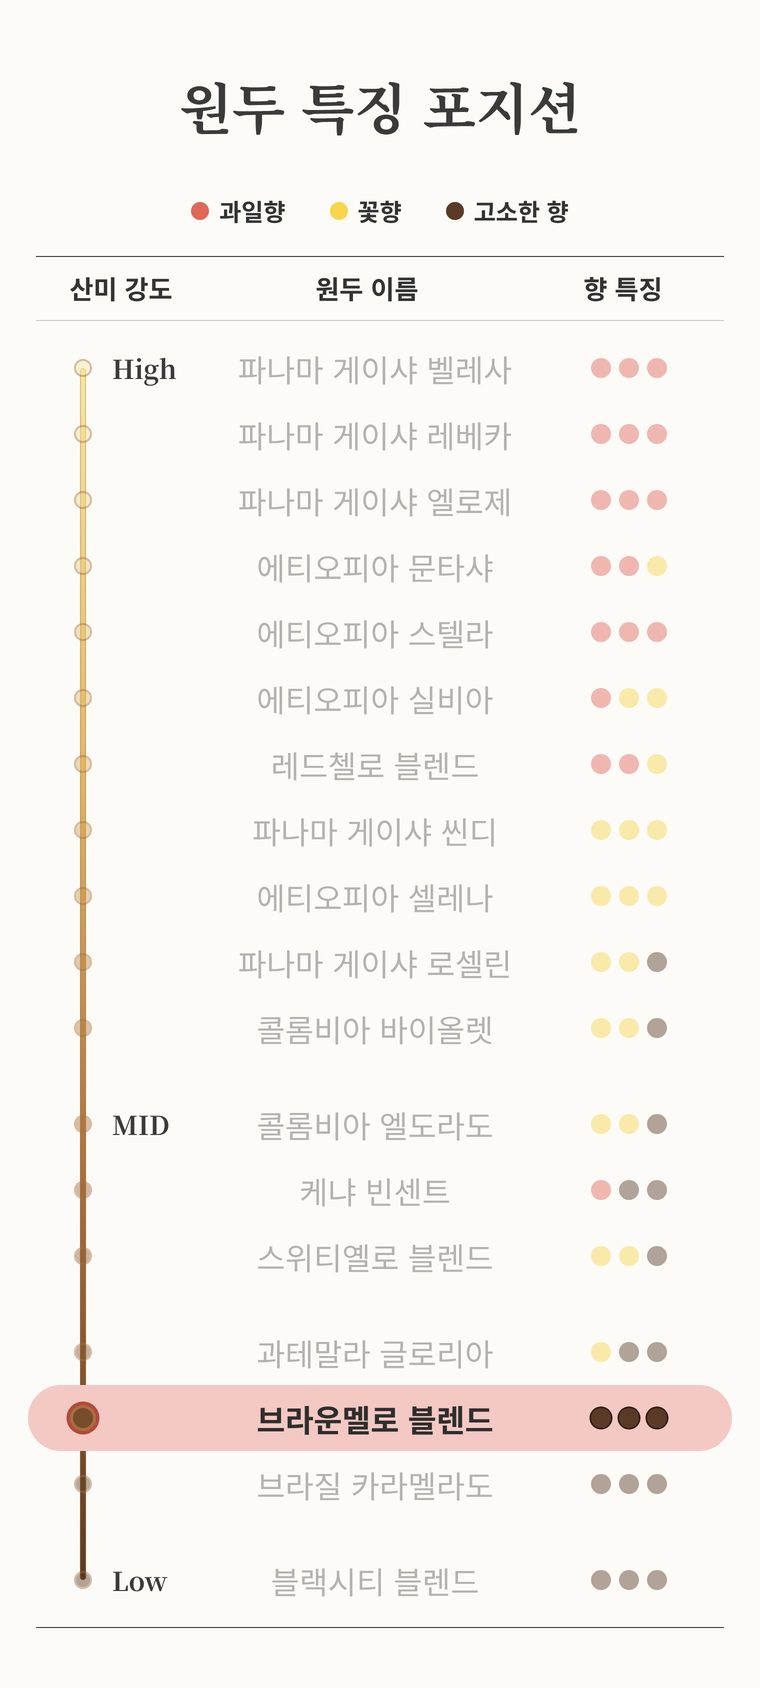 원두 특징 포지션
과일향 꽃향 고소한 향
산미 강도 원두 이름 향 특징
High 파나마 게이샤 벨레사
파나마 게이샤 레베카
파나마 게이샤 엘로제
에티오피아 문타샤
에티오피아 스텔라
에티오피아 실비아
레드첼로 블렌드
파나마 게이샤 씬디
에티오피아 셀레나
파나마 게이샤 로셀린
콜롬비아 바이올렛
MID 콜롬비아 엘도라도
케냐 빈센트
스위티옐로 블렌드
과테말라 글로리아
브라운멜로 블렌드
브라질 카라멜라도
Low 블랙시티 블렌드